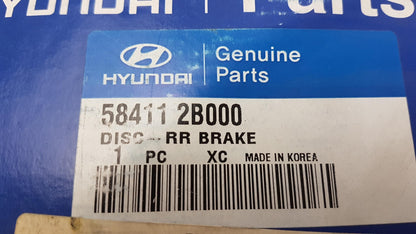 HYUNDAI Parts
HYUNDAI
Genuine
Parts
58411 2B000
DISC-RR BRAKE
1 PC XC MADE IN KOREA